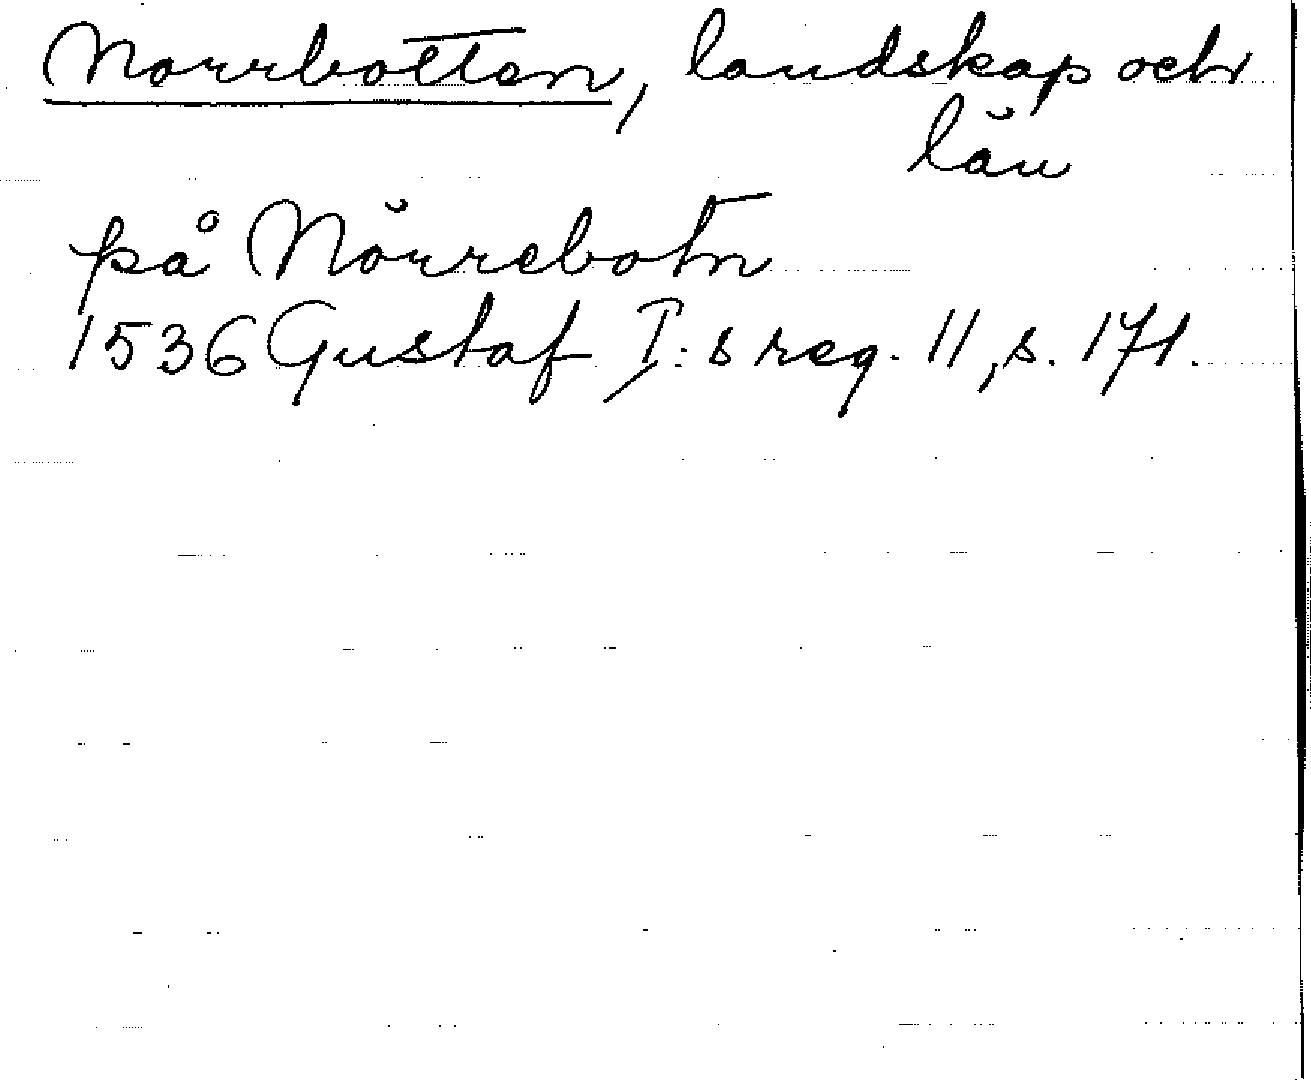 Norrbotten, landskap och
län
på Nörrebotn
1536 Gustaf I:s reg. 11, s. 171.